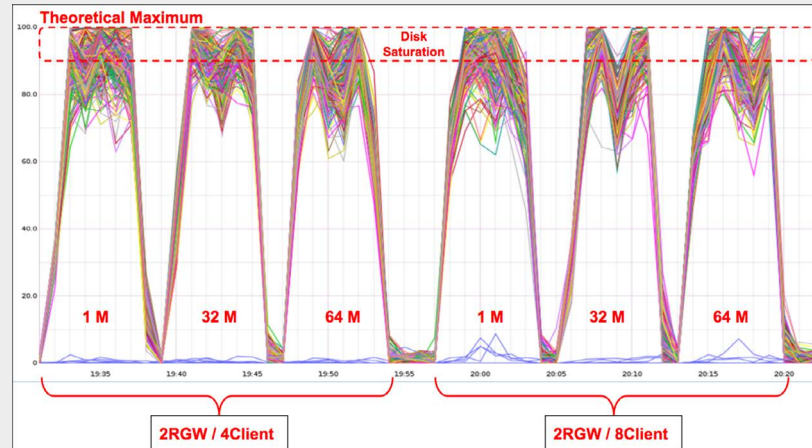 Theoretical Maximum
100.0
Disk
Saturation
80.0
60.0
40.0
20.0
1 M
32 M
64 M
1 M
32 M
64 M
0
19:35
19:40
19:45
19:50
19:55
20:00
20:05
20:10
20:15
20:20
2RGW / 4Client
2RGW / 8Client